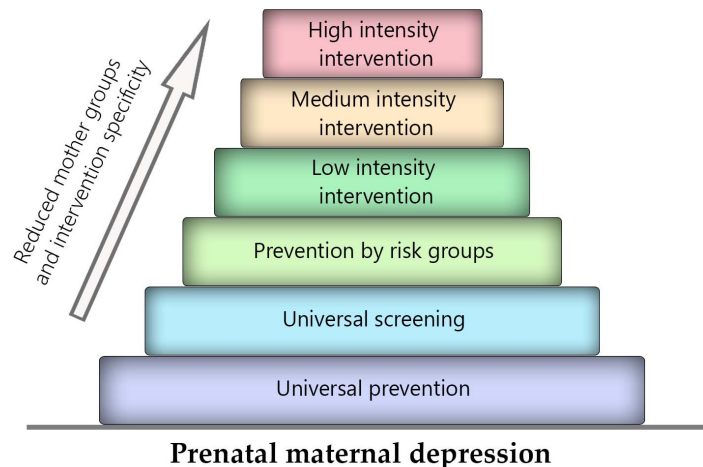 High intensity
intervention
Medium intensity
intervention
Low intensity
intervention
Prevention by risk groups
Universal screening
Universal prevention
Reduced mother groups
and intervention specificity
Prenatal maternal depression